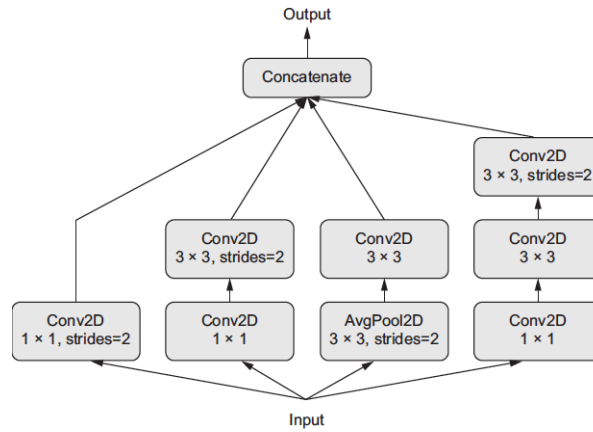 Output
Concatenate
Conv2D
3 × 3, strides=2
Conv2D
3 × 3, strides=2
Conv2D
3 × 3
Conv2D
3 × 3
Conv2D
1 × 1, strides=2
Conv2D
1 × 1
AvgPool2D
3 × 3, strides=2
Conv2D
1 × 1
Input